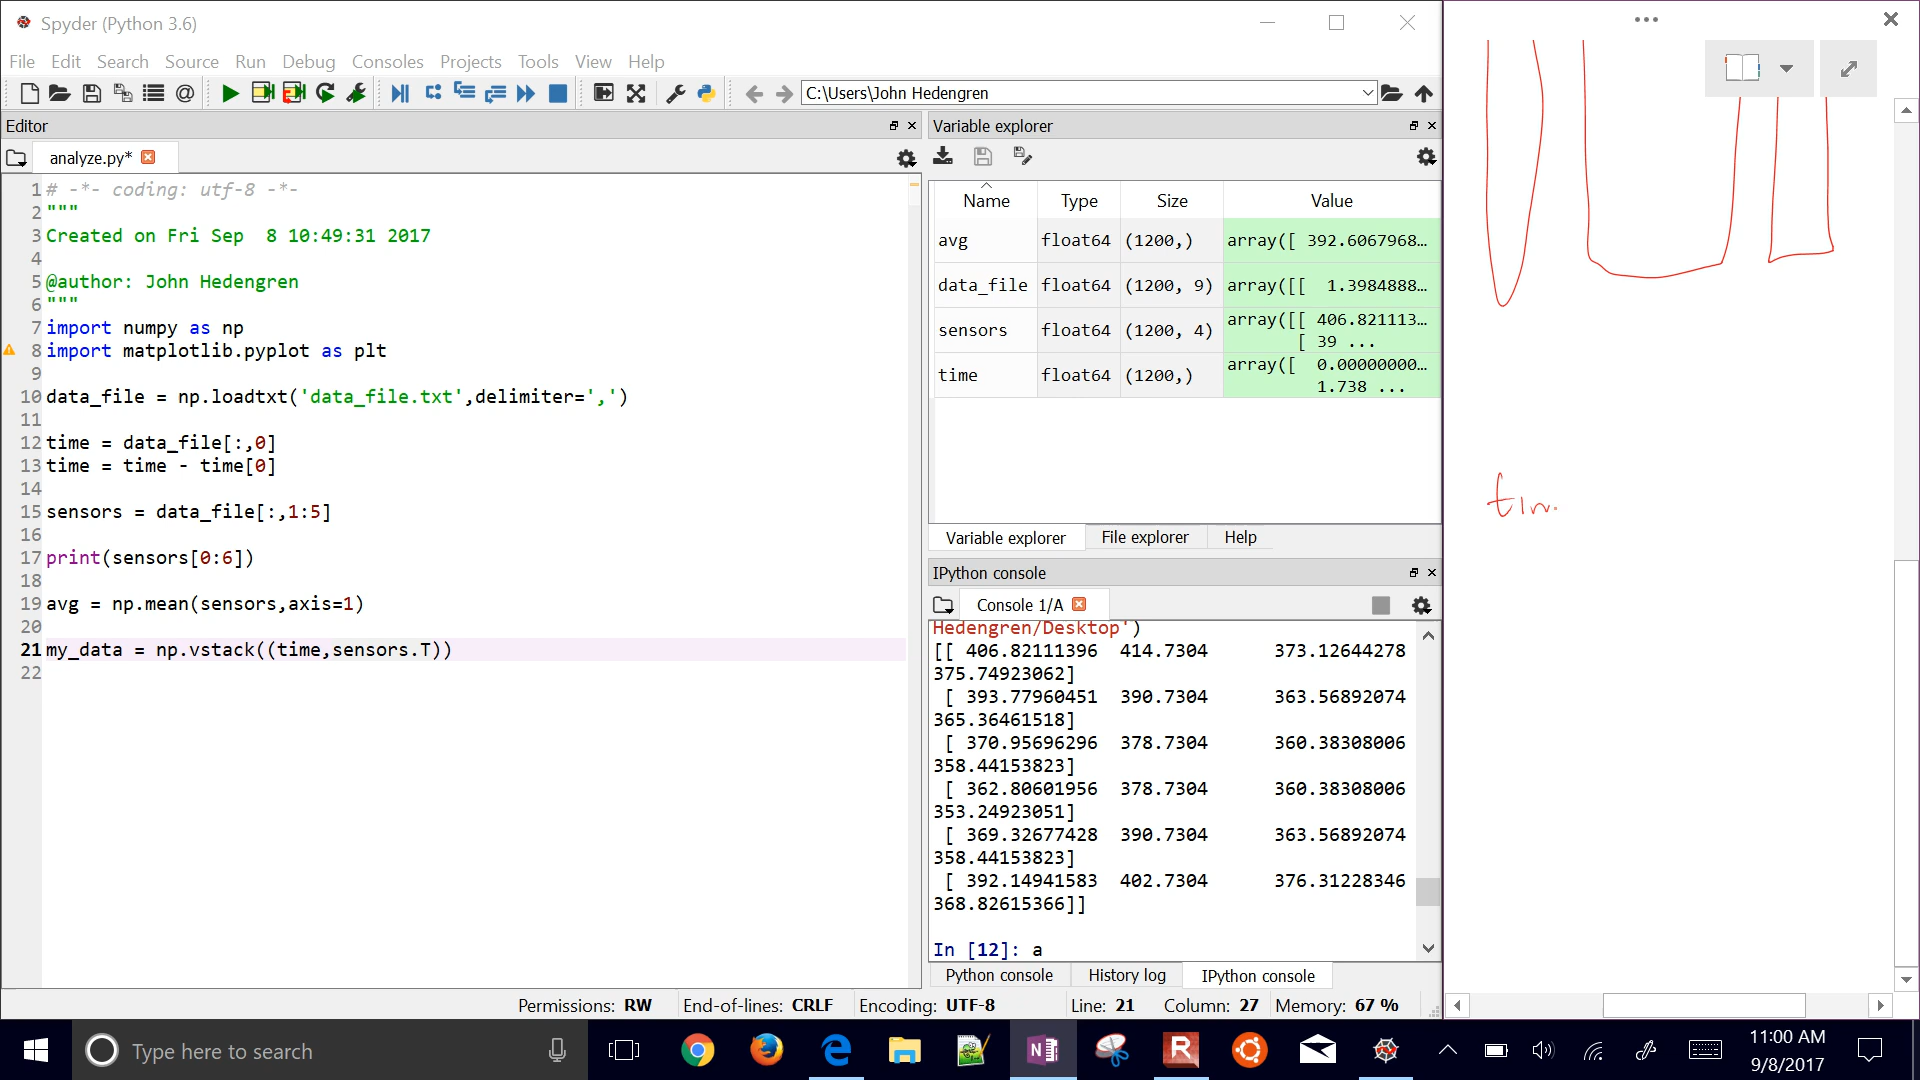 Spyder (Python 3.6)
File Edit Search Source Run Debug Consoles Projects Tools View Help
C:\Users\John Hedengren
Editor
analyze.py*
1 # -*- coding: utf-8 -*-
2 """
3 Created on Fri Sep  8 10:49:31 2017
4
5 @author: John Hedengren
6 """
7 import numpy as np
8 import matplotlib.pyplot as plt
9
10 data_file = np.loadtxt('data_file.txt',delimiter=',')
11
12 time = data_file[:,0]
13 time = time - time[0]
14
15 sensors = data_file[:,1:5]
16
17 print(sensors[0:6])
18
19 avg = np.mean(sensors,axis=1)
20
21 my_data = np.vstack((time,sensors.T))
22
Variable explorer
Name Type Size Value
avg float64 (1200,) array([ 392.6067968...
data_file float64 (1200, 9) array([[ 1.3984888...
sensors float64 (1200, 4) array([[ 406.821113...
[ 39 ...
time float64 (1200,) array([ 0.00000000...
1.738 ...
Variable explorer File explorer Help
IPython console
Console 1/A
Hedengren/Desktop')
[[ 406.82111396 414.7304 373.12644278
375.74923062]
[ 393.77960451 390.7304 363.56892074
365.36461518]
[ 370.95696296 378.7304 360.38308006
358.44153823]
[ 362.80601956 378.7304 360.38308006
353.24923051]
[ 369.32677428 390.7304 363.56892074
358.44153823]
[ 392.14941583 402.7304 376.31228346
368.82615366]]
In [12]: a
Python console History log IPython console
Permissions: RW End-of-lines: CRLF Encoding: UTF-8 Line: 21 Column: 27 Memory: 67 %
Type here to search
11:00 AM
9/8/2017